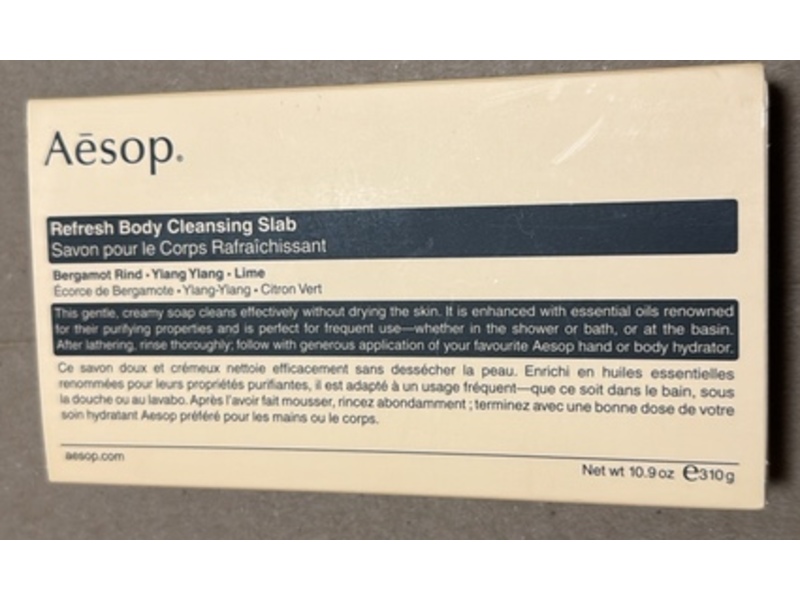 Aēsop®
Refresh Body Cleansing Slab
Savon pour le Corps Rafraîchissant
Bergamot Rind • Ylang Ylang • Lime
Écorce de Bergamote • Ylang-Ylang • Citron Vert
This gentle, creamy soap cleans effectively without drying the skin. It is enhanced with essential oils renowned
for their purifying properties and is perfect for frequent use—whether in the shower or bath, or at the basin.
After lathering, rinse thoroughly; follow with generous application of your favourite Aesop hand or body hydrator.
Ce savon doux et crémeux nettoie efficacement sans dessécher la peau. Enrichi en huiles essentielles
renommées pour leurs propriétés purifiantes, il est adapté à un usage fréquent—que ce soit dans le bain, sous
la douche ou au lavabo. Après l'avoir fait mousser, rincez abondamment ; terminez avec une bonne dose de votre
soin hydratant Aesop préféré pour les mains ou le corps.
aesop.com
Net wt 10.9 oz ℮310 g